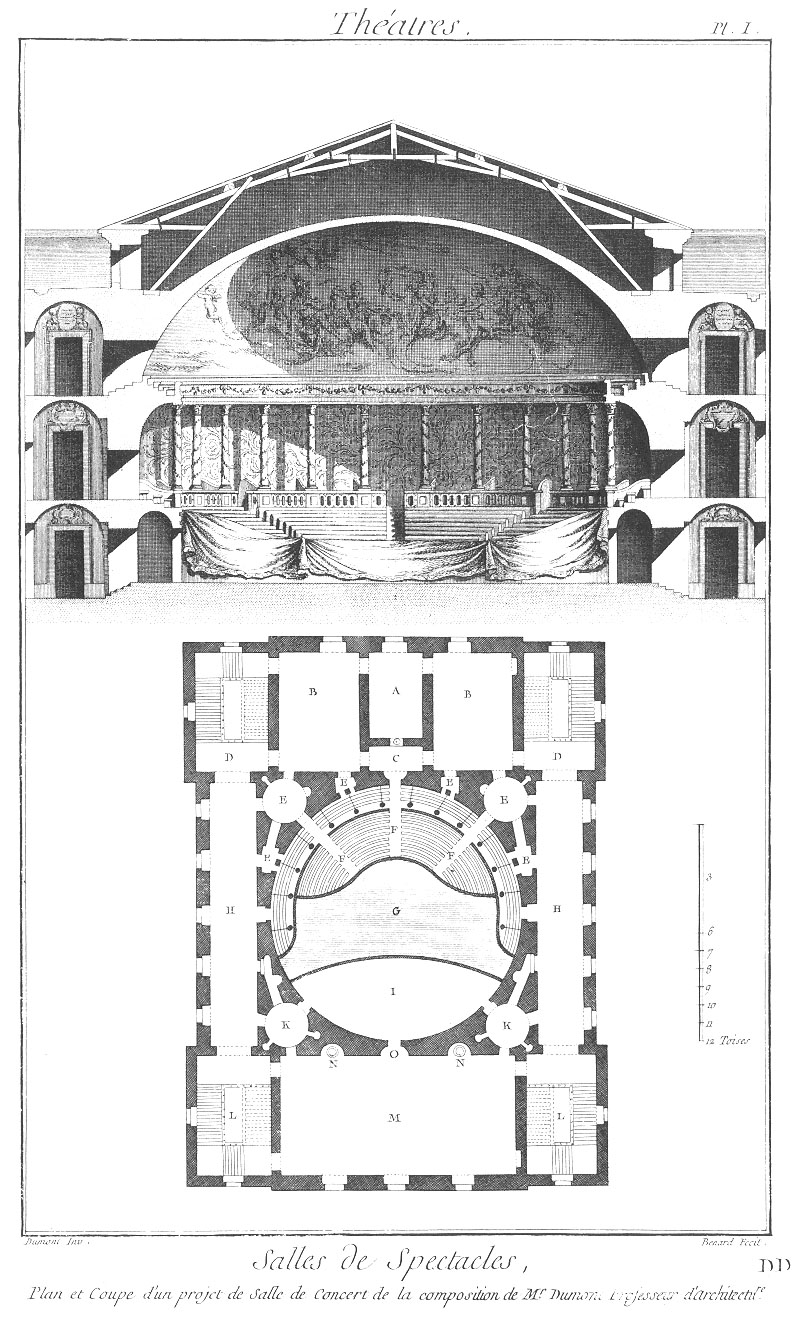 Théatres.
Pl. I.
B
A
B
D
C
D
E
E
E
E
F
E
F
F
E
H
G
H
3
6
7
8
9
10
11
12 Toises
I
K
K
O
N
N
M
L
L
Dumont Inv.
Benard Fecit.
Salles de Spectacles,
DD
Plan et Coupe d'un projet de Salle de Concert de la composition de Mr. Dumont Professeur d'architectre.